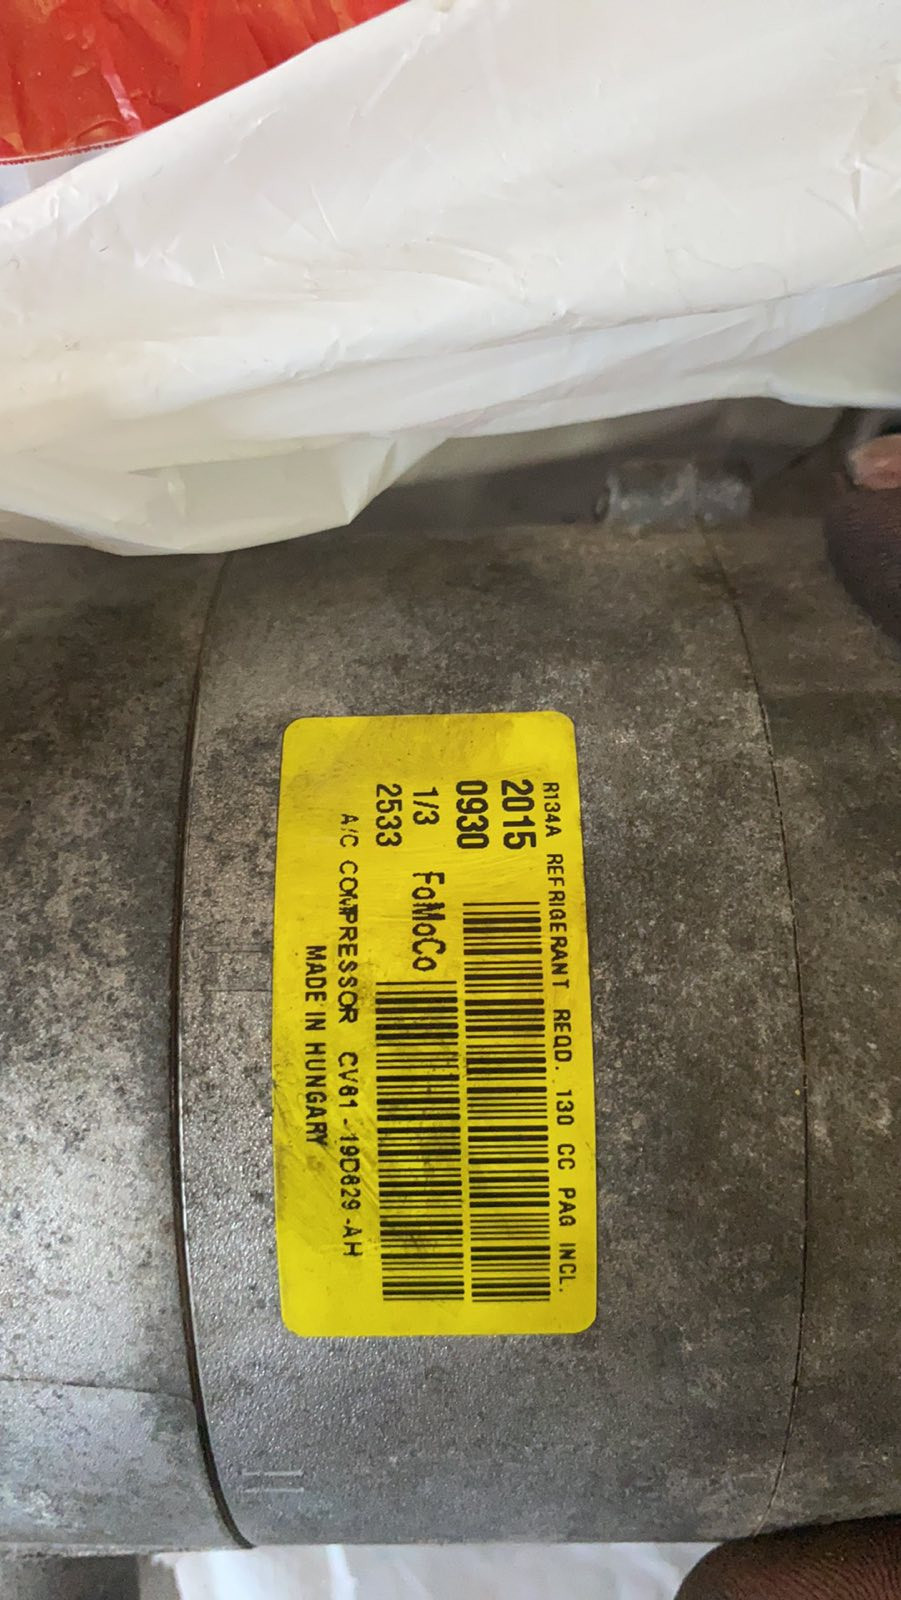 R134A REFRIGERANT REQD. 130 CC PAG INCL.
2015
0930
1/3 FoMoCo
2533
A/C COMPRESSOR CV61-19D629-AH
MADE IN HUNGARY